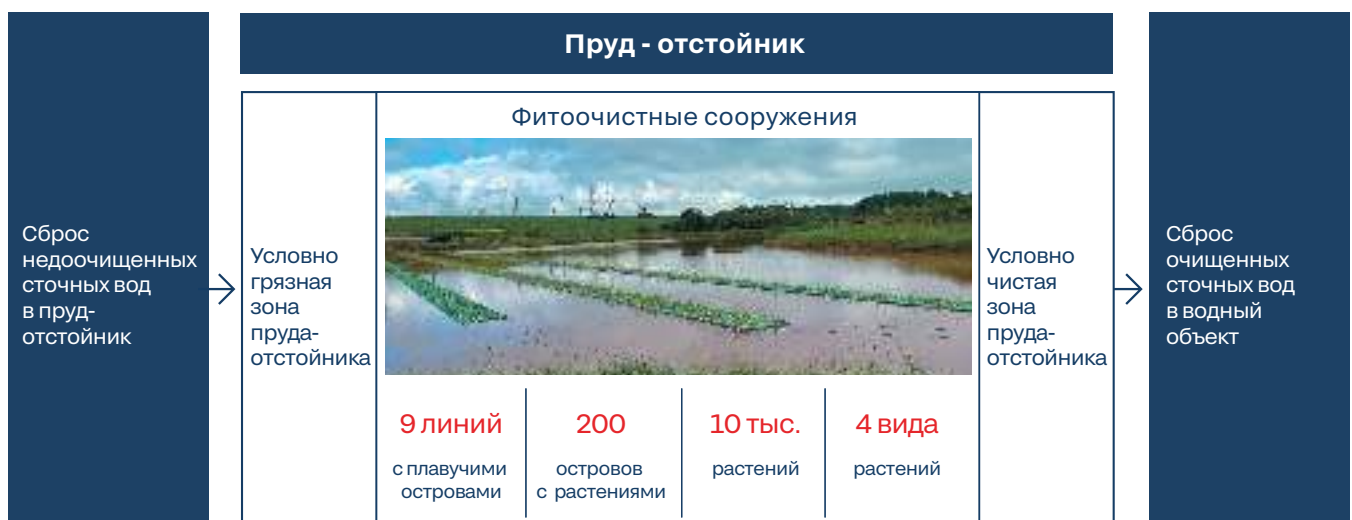 Пруд - отстойник
Сброс
недоочищенных
сточных вод
в пруд-
отстойник
Условно
грязная
зона
пруда-
отстойника
Фитоочистные сооружения
9 линий
с плавучими
островами
200
островов
с растениями
10 тыс.
растений
4 вида
растений
Условно
чистая
зона
пруда-
отстойника
Сброс
очищенных
сточных вод
в водный
объект